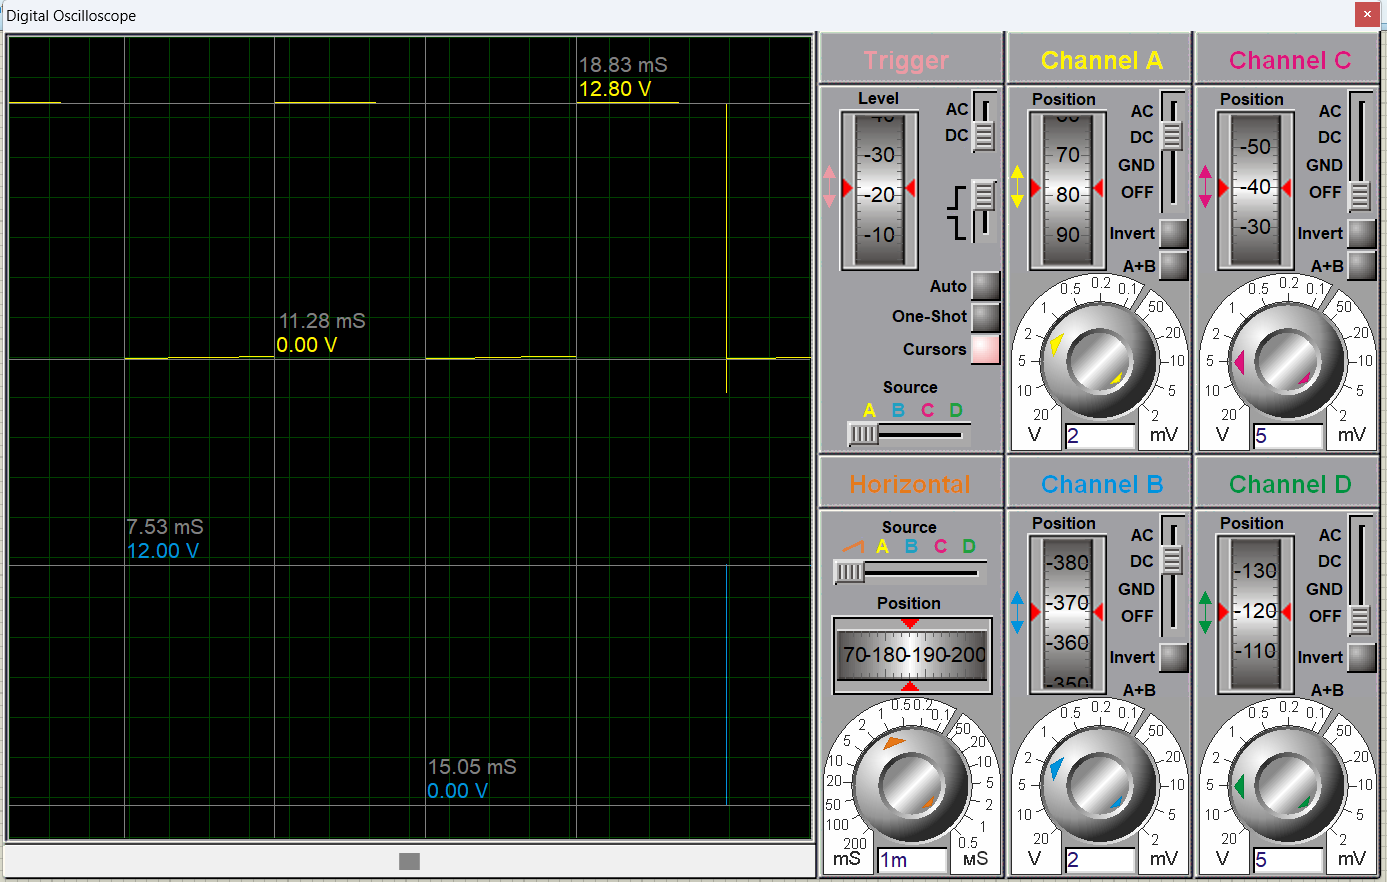 Digital Oscilloscope
18.83 mS
12.80 V
11.28 mS
0.00 V
7.53 mS
12.00 V
15.05 mS
0.00 V
Trigger
Level
-30
-20
-10
AC
DC
Auto
One-Shot
Cursors
Source
A B C D
Channel A
Position
70
80
90
AC
DC
GND
OFF
Invert
A+B
20
10
5
2
1
0.5
0.2
0.1
50
20
10
5
2
V
mV
2
Channel C
Position
-50
-40
-30
AC
DC
GND
OFF
Invert
A+B
20
10
5
2
1
0.5
0.2
0.1
50
20
10
5
2
V
mV
5
Horizontal
Source
A B C D
Position
70-180-190-200
200
100
50
20
10
5
2
1
0.5
0.2
0.1
50
20
10
5
2
1
0.5
mS
мS
1m
Channel B
Position
-380
-370
-360
-350
AC
DC
GND
OFF
Invert
A+B
20
10
5
2
1
0.5
0.2
0.1
50
20
10
5
2
V
mV
2
Channel D
Position
-130
-120
-110
AC
DC
GND
OFF
Invert
A+B
20
10
5
2
1
0.5
0.2
0.1
50
20
10
5
2
V
mV
5